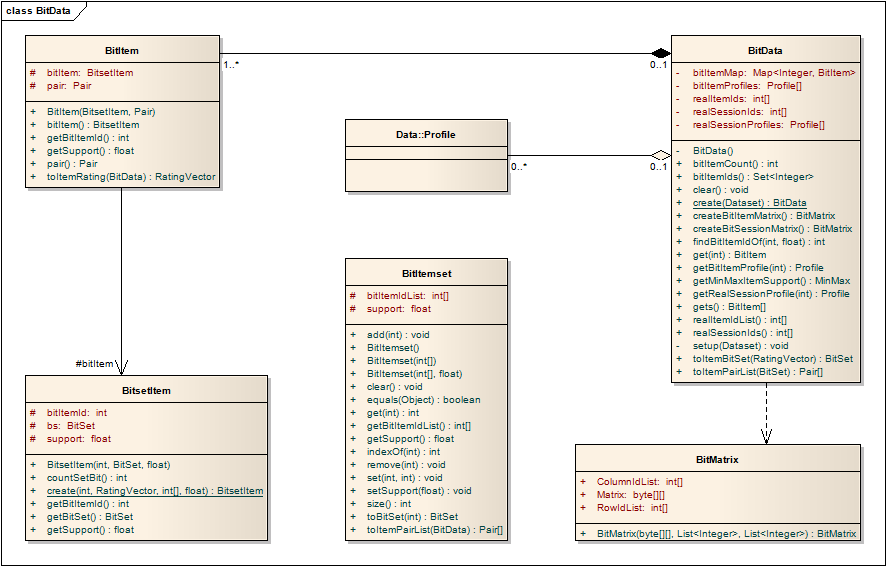 class BitData
BitItem
# bitItem: BitsetItem
# pair: Pair
+ BitItem(BitsetItem, Pair)
+ bitItem() : BitsetItem
+ getBitItemId() : int
+ getSupport() : float
+ pair() : Pair
+ toItemRating(BitData) : RatingVector
1..*
0..1
BitData
- bitItemMap: Map<Integer, BitItem>
- bitItemProfiles: Profile[]
- realItemIds: int[]
- realSessionIds: int[]
- realSessionProfiles: Profile[]
- BitData()
+ bitItemCount() : int
+ bitItemIds() : Set<Integer>
+ clear() : void
+ create(Dataset) : BitData
+ createBitItemMatrix() : BitMatrix
+ createBitSessionMatrix() : BitMatrix
+ findBitItemIdOf(int, float) : int
+ get(int) : BitItem
+ getBitItemProfile(int) : Profile
+ getMinMaxItemSupport() : MinMax
+ getRealSessionProfile(int) : Profile
+ gets() : BitItem[]
+ realItemIdList() : int[]
+ realSessionIds() : int[]
- setup(Dataset) : void
+ toItemBitSet(RatingVector) : BitSet
+ toItemPairList(BitSet) : Pair[]
Data::Profile
0..*
0..1
BitItemset
# bitItemIdList: int[]
# support: float
+ add(int) : void
+ BitItemset()
+ BitItemset(int[])
+ BitItemset(int[], float)
+ clear() : void
+ equals(Object) : boolean
+ get(int) : int
+ getBitItemIdList() : int[]
+ getSupport() : float
+ indexOf(int) : int
+ remove(int) : void
+ set(int, int) : void
+ setSupport(float) : void
+ size() : int
+ toBitSet(int) : BitSet
+ toItemPairList(BitData) : Pair[]
#bitItem
BitsetItem
# bitItemId: int
# bs: BitSet
# support: float
+ BitsetItem(int, BitSet, float)
+ countSetBit() : int
+ create(int, RatingVector, int[], float) : BitsetItem
+ getBitItemId() : int
+ getBitSet() : BitSet
+ getSupport() : float
BitMatrix
+ ColumnIdList: int[]
+ Matrix: byte[][]
+ RowIdList: int[]
+ BitMatrix(byte[][], List<Integer>, List<Integer>) : BitMatrix